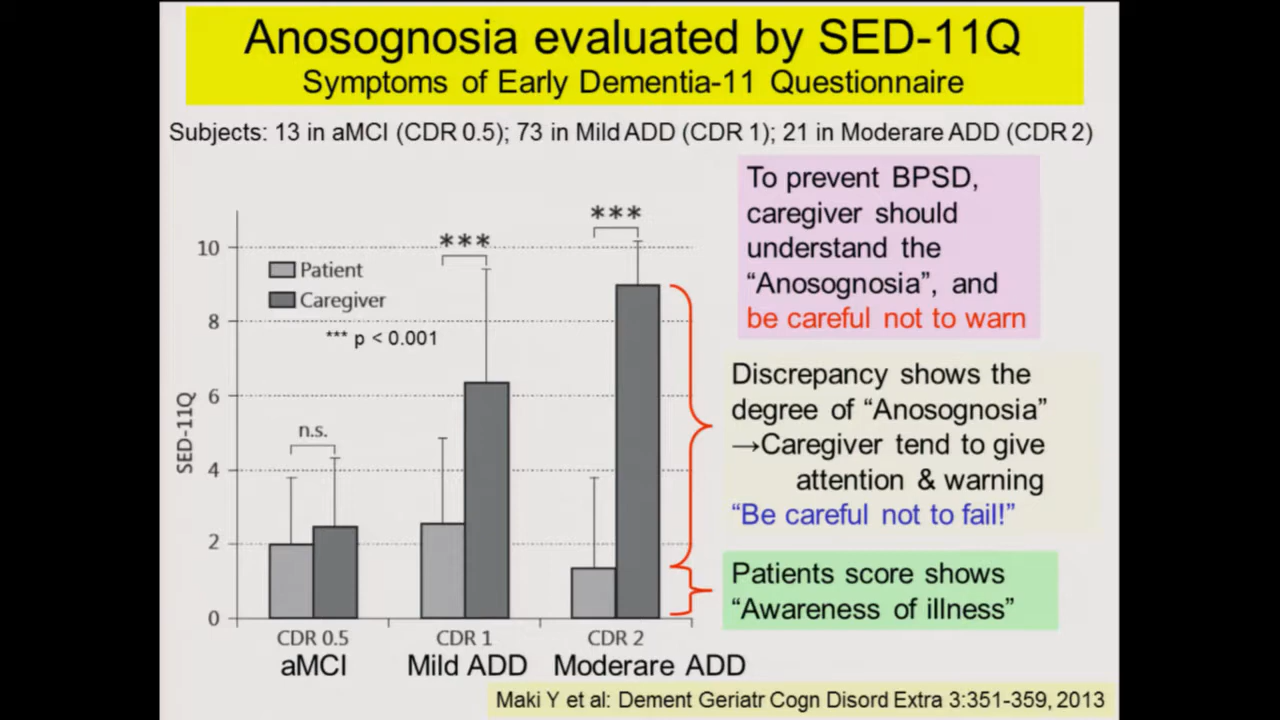 Anosognosia evaluated by SED-11Q
Symptoms of Early Dementia-11 Questionnaire
Subjects: 13 in aMCI (CDR 0.5); 73 in Mild ADD (CDR 1); 21 in Moderare ADD (CDR 2)
To prevent BPSD,
caregiver should
understand the
“Anosognosia”, and
be careful not to warn
Discrepancy shows the
degree of “Anosognosia”
→Caregiver tend to give
attention & warning
“Be careful not to fail!”
Patients score shows
“Awareness of illness”
SED-11Q
10
8
6
4
2
0
Patient
Caregiver
*** p < 0.001
n.s.
***
***
CDR 0.5
CDR 1
CDR 2
aMCI
Mild ADD
Moderare ADD
Maki Y et al: Dement Geriatr Cogn Disord Extra 3:351-359, 2013